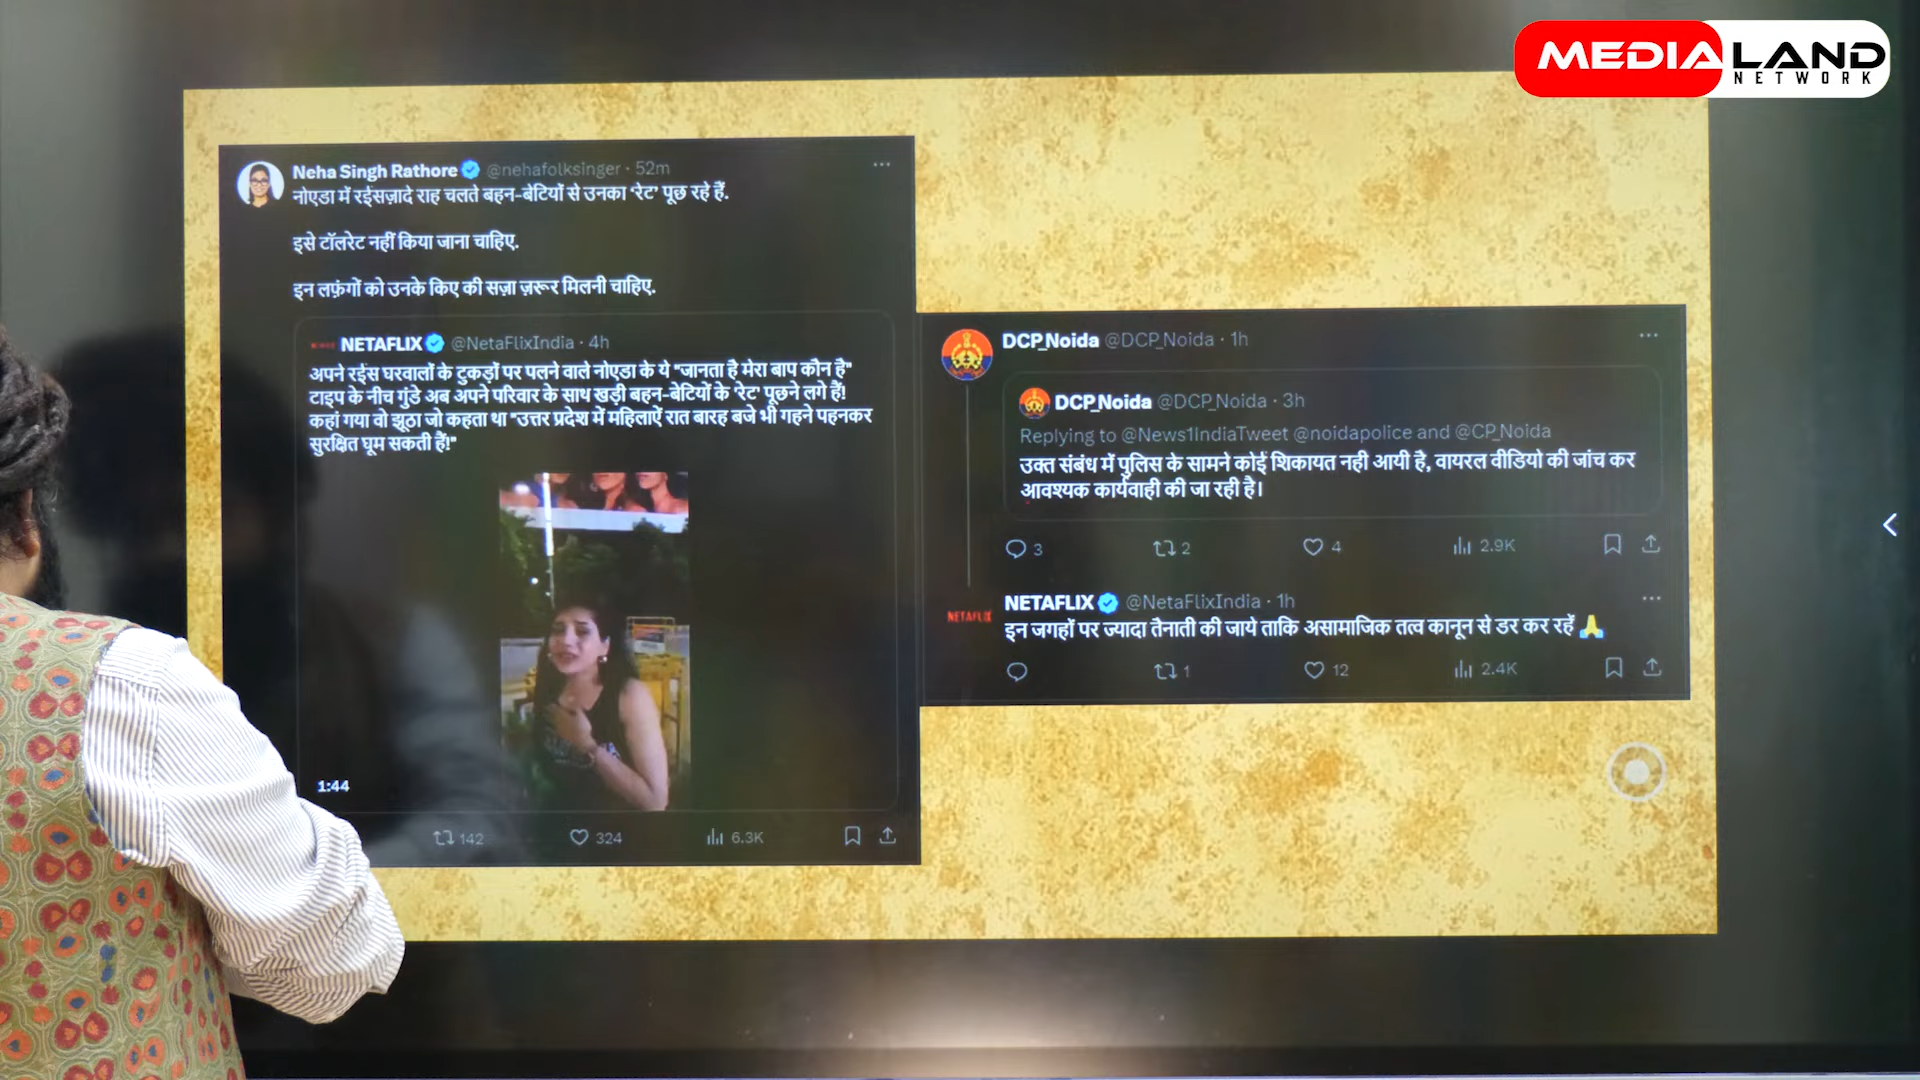 MEDIALAND
NETWORK
Neha Singh Rathore @nehafolksinger · 52m
नोएडा में रईसज़ादे राह चलते बहन-बेटियों से उनका 'रेट' पूछ रहे हैं.
इसे टॉलरेट नहीं किया जाना चाहिए.
इन लफ़ंगों को उनके किए की सज़ा ज़रूर मिलनी चाहिए.
NETAFLIX @NetaFlixIndia · 4h
अपने रईस घरवालों के टुकड़ों पर पलने वाले नोएडा के ये "जानता है मेरा बाप कौन है"
टाइप के नीच गुंडे अब अपने परिवार के साथ खड़ी बहन-बेटियों के 'रेट' पूछने लगे हैं!
कहां गया वो झूठा जो कहता था "उत्तर प्रदेश में महिलाऐं रात बारह बजे भी गहने पहनकर
सुरक्षित घूम सकती हैं!"
1:44
142 324 6.3K
DCP_Noida @DCP_Noida · 1h
DCP_Noida @DCP_Noida · 3h
Replying to @News1IndiaTweet @noidapolice and @CP_Noida
उक्त संबंध में पुलिस के सामने कोई शिकायत नही आयी है, वायरल वीडियो की जांच कर
आवश्यक कार्यवाही की जा रही है।
3 2 4 2.9K
NETAFLIX
NETAFLIX @NetaFlixIndia · 1h
इन जगहों पर ज्यादा तैनाती की जाये ताकि असामाजिक तत्व कानून से डर कर रहें 🙏
1 12 2.4K